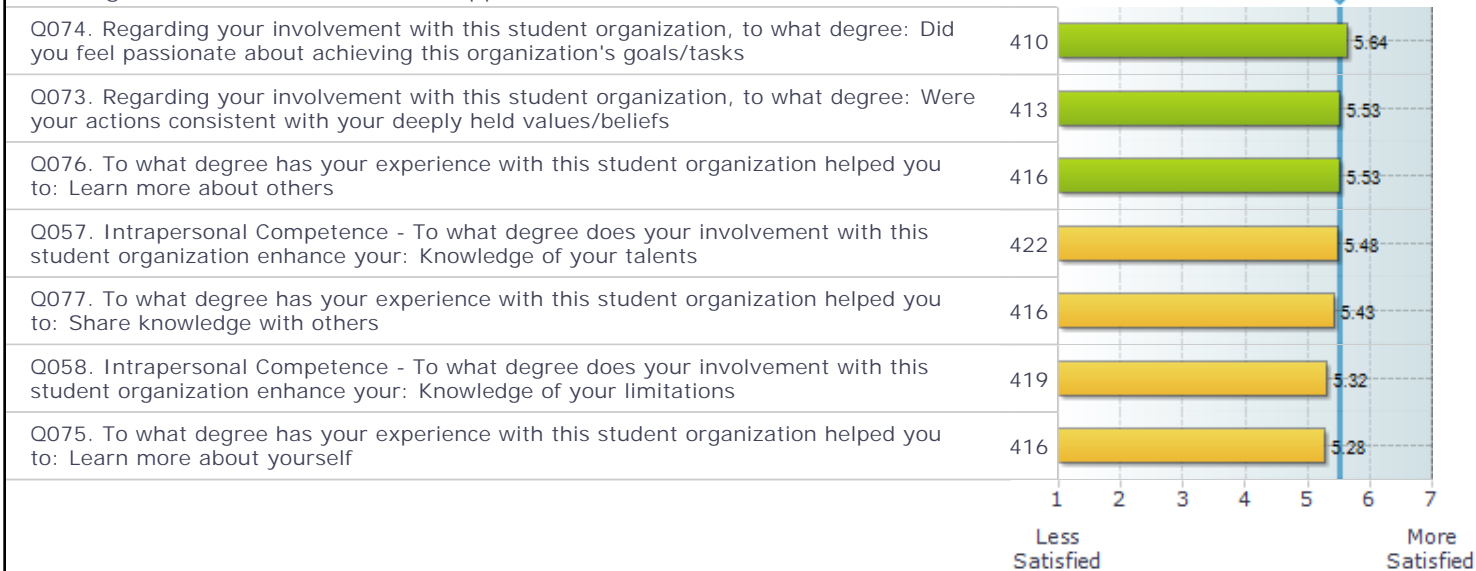 Q074. Regarding your involvement with this student organization, to what degree: Did
you feel passionate about achieving this organization's goals/tasks
410
5.64
Q073. Regarding your involvement with this student organization, to what degree: Were
your actions consistent with your deeply held values/beliefs
413
5.53
Q076. To what degree has your experience with this student organization helped you
to: Learn more about others
416
5.53
Q057. Intrapersonal Competence - To what degree does your involvement with this
student organization enhance your: Knowledge of your talents
422
5.48
Q077. To what degree has your experience with this student organization helped you
to: Share knowledge with others
416
5.43
Q058. Intrapersonal Competence - To what degree does your involvement with this
student organization enhance your: Knowledge of your limitations
419
5.32
Q075. To what degree has your experience with this student organization helped you
to: Learn more about yourself
416
5.28
1 2 3 4 5 6 7
Less
Satisfied
More
Satisfied